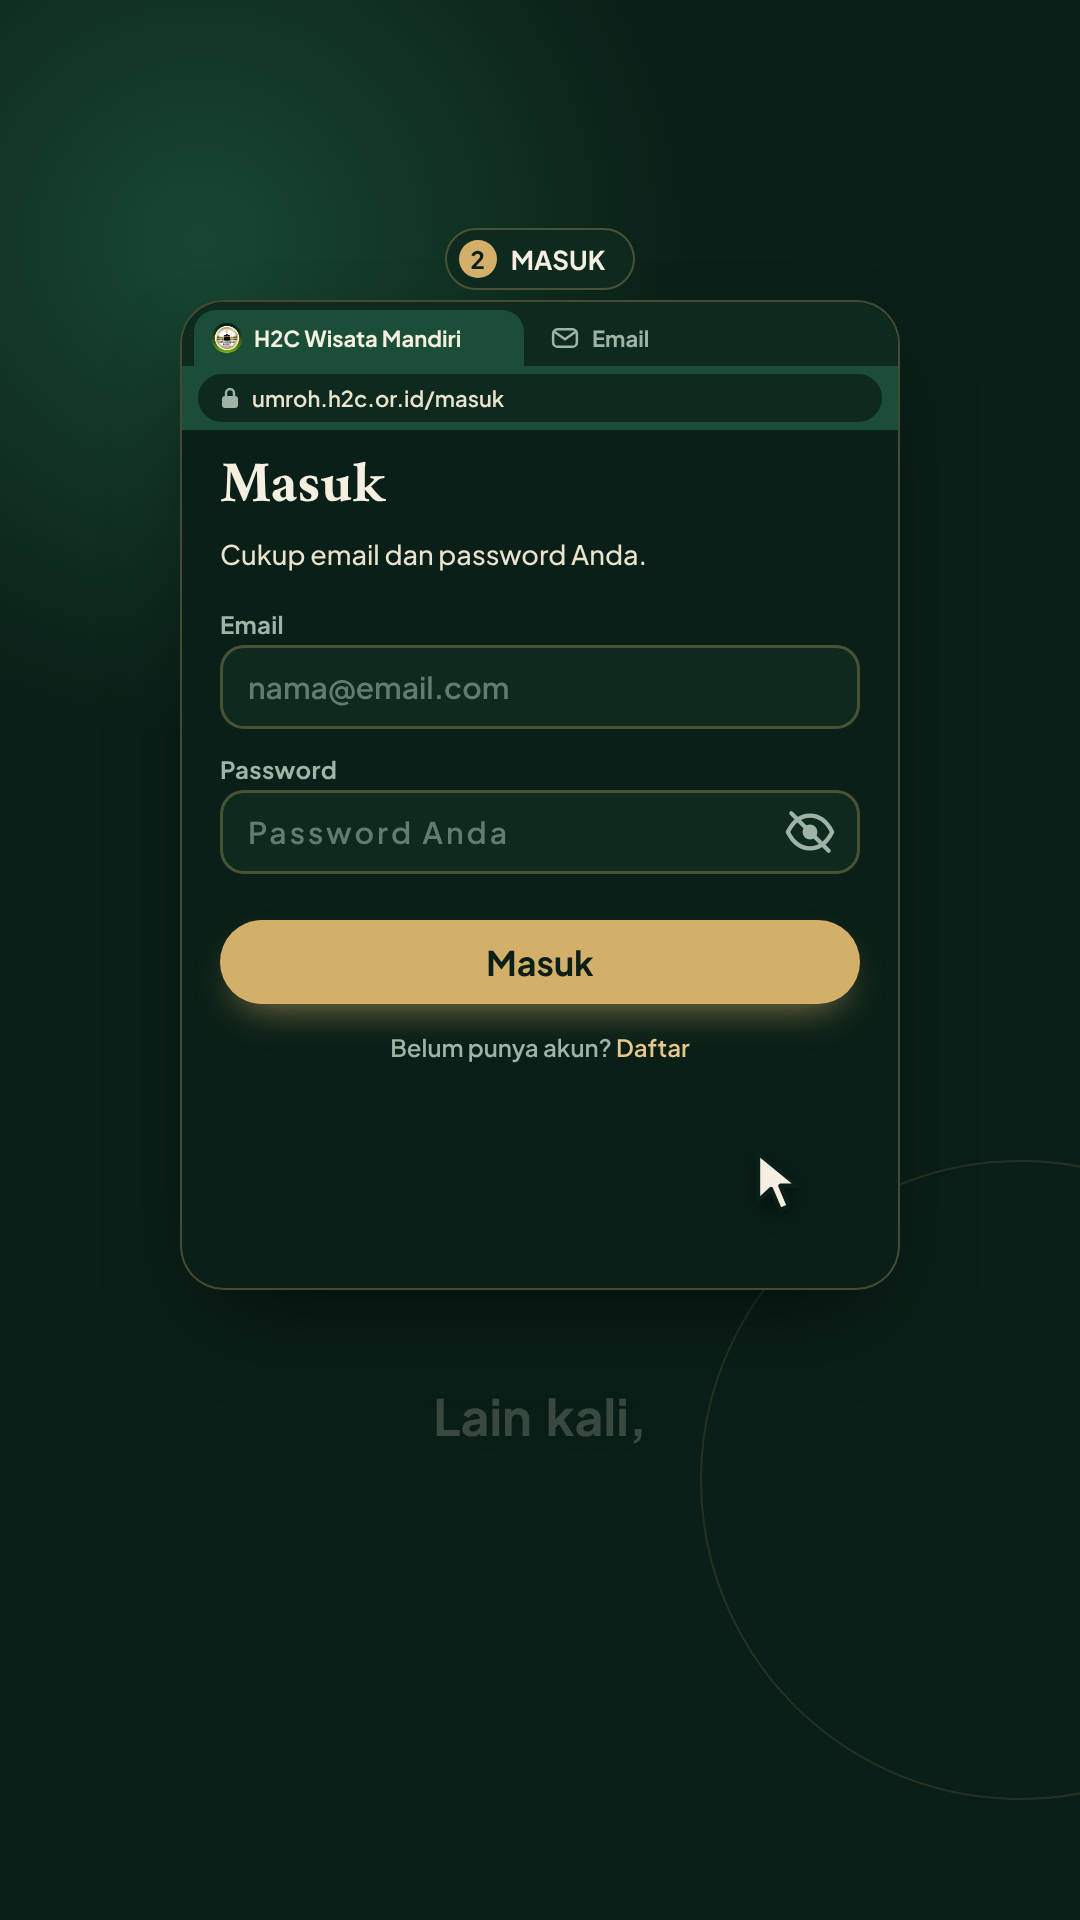 2 MASUK
H2C Wisata Mandiri
Email
umroh.h2c.or.id/masuk
Masuk
Cukup email dan password Anda.
Email
nama@email.com
Password
Password Anda
Masuk
Belum punya akun? Daftar
Lain kali,